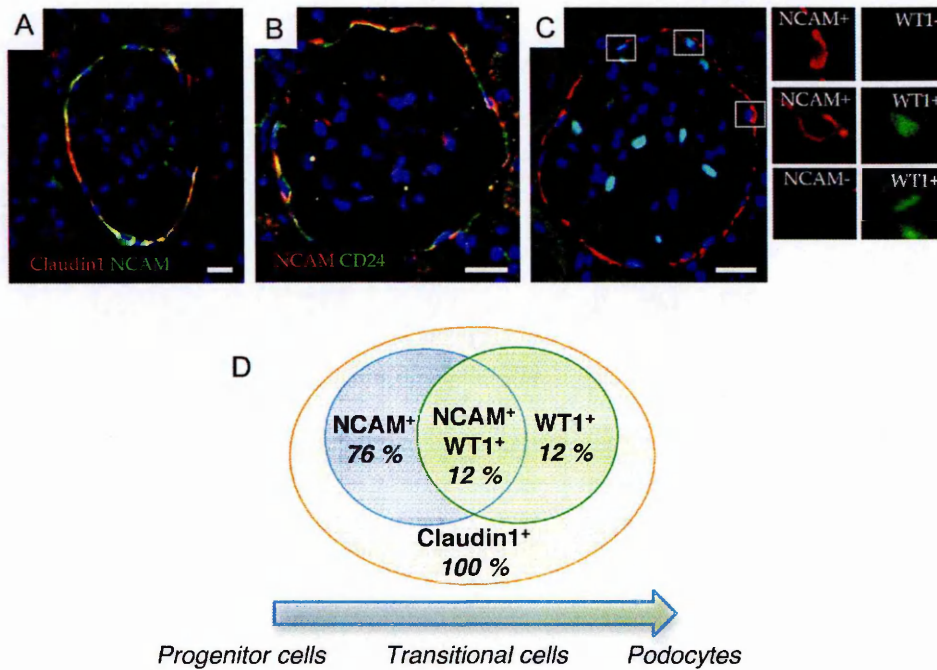 A
Claudin1 NCAM
B
NCAM CD24
C
NCAM+ WT1-
NCAM+ WT1+
NCAM- WT1+
D
NCAM+
76 %
NCAM+
WT1+
12 %
WT1+
12 %
Claudin1+
100 %
Progenitor cells Transitional cells Podocytes